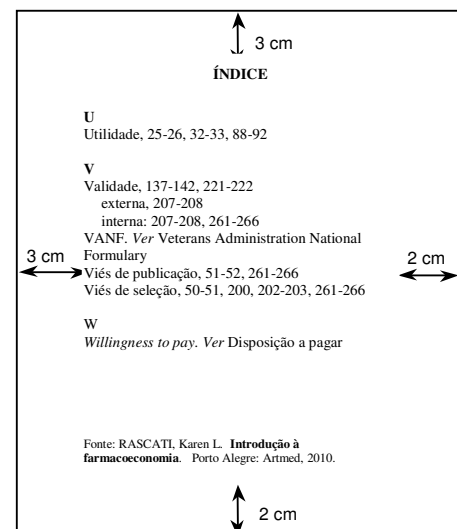 3 cm
ÍNDICE
U
Utilidade, 25-26, 32-33, 88-92
V
Validade, 137-142, 221-222
externa, 207-208
interna: 207-208, 261-266
VANF. Ver Veterans Administration National
Formulary
3 cm
2 cm
Viés de publicação, 51-52, 261-266
Viés de seleção, 50-51, 200, 202-203, 261-266
W
Willingness to pay. Ver Disposição a pagar
Fonte: RASCATI, Karen L. Introdução à
farmacoeconomia. Porto Alegre: Artmed, 2010.
2 cm